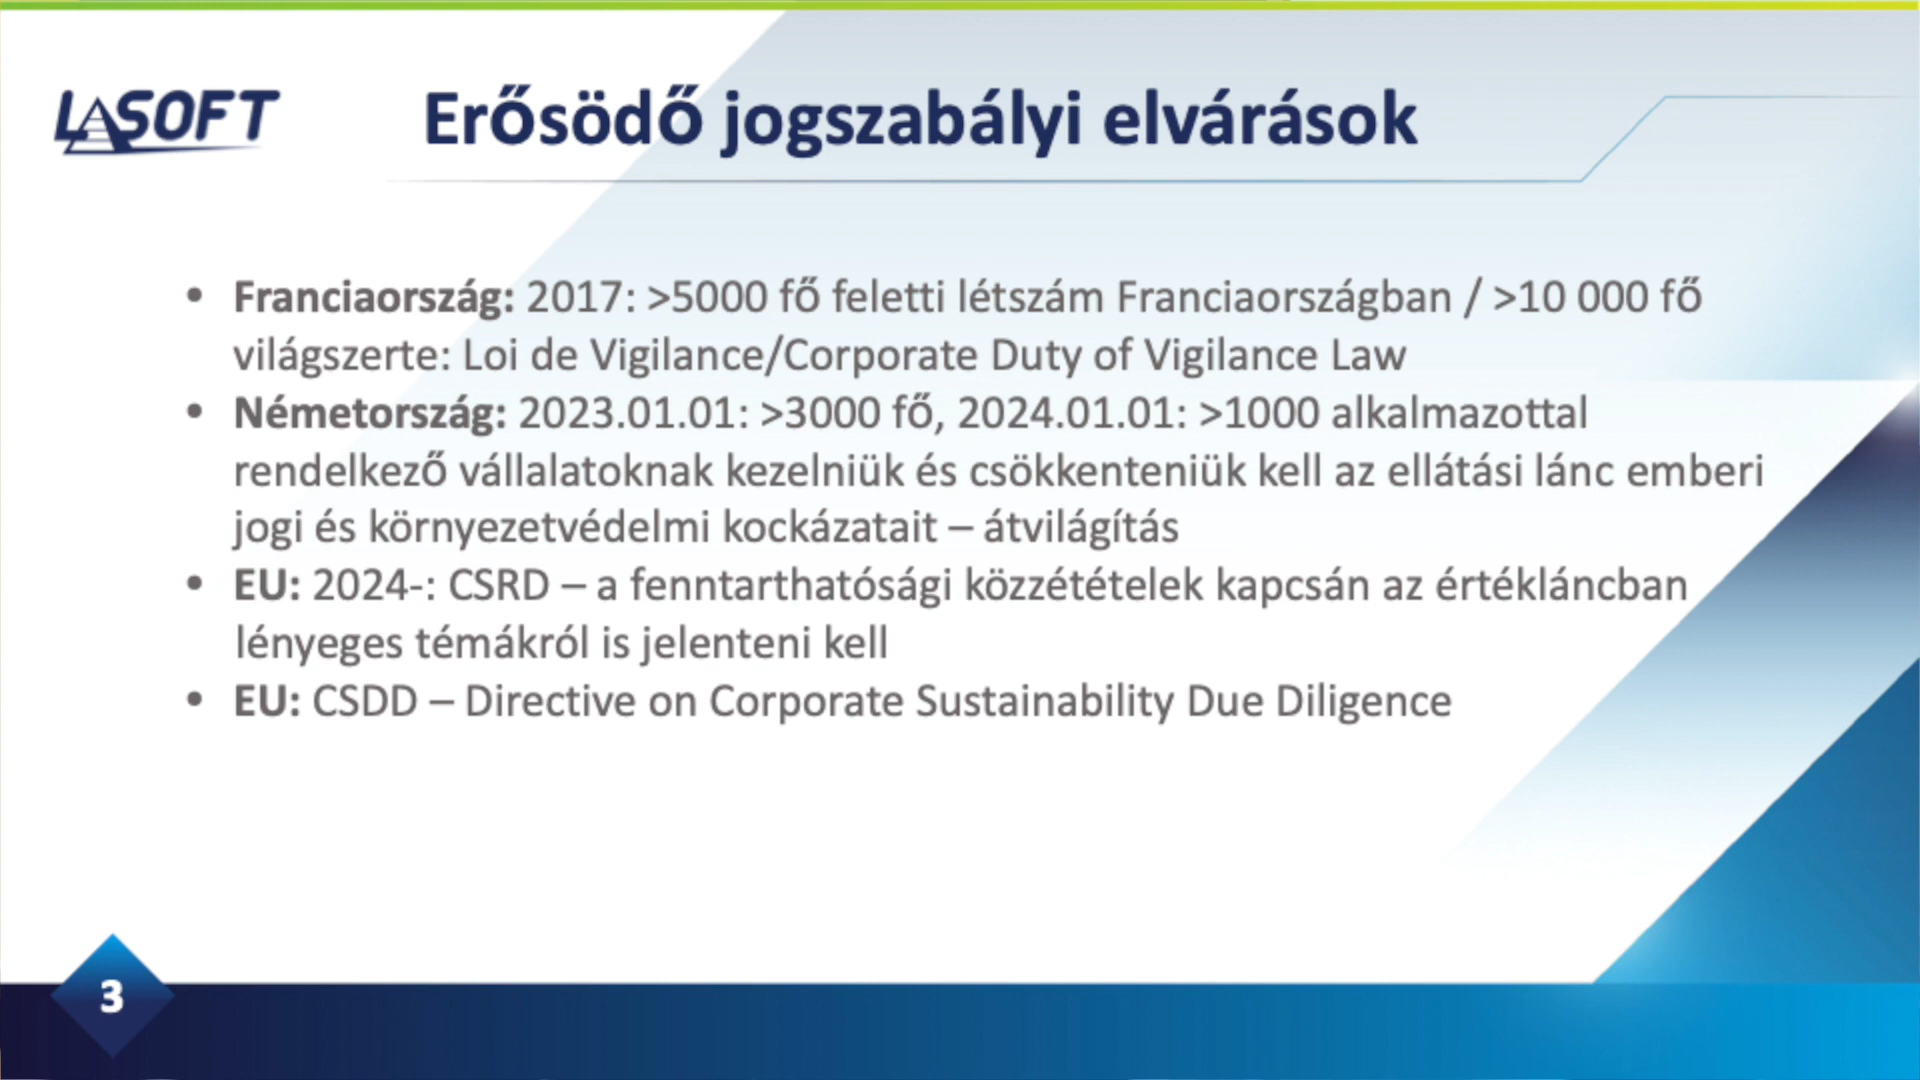 LASOFT
Erősödő jogszabályi elvárások
• Franciaország: 2017: >5000 fő feletti létszám Franciaországban / >10 000 fő
világszerte: Loi de Vigilance/Corporate Duty of Vigilance Law
• Németország: 2023.01.01: >3000 fő, 2024.01.01: >1000 alkalmazottal
rendelkező vállalatoknak kezelniük és csökkenteniük kell az ellátási lánc emberi
jogi és környezetvédelmi kockázatait – átvilágítás
• EU: 2024-: CSRD – a fenntarthatósági közzétételek kapcsán az értékláncban
lényeges témákról is jelenteni kell
• EU: CSDD – Directive on Corporate Sustainability Due Diligence
3